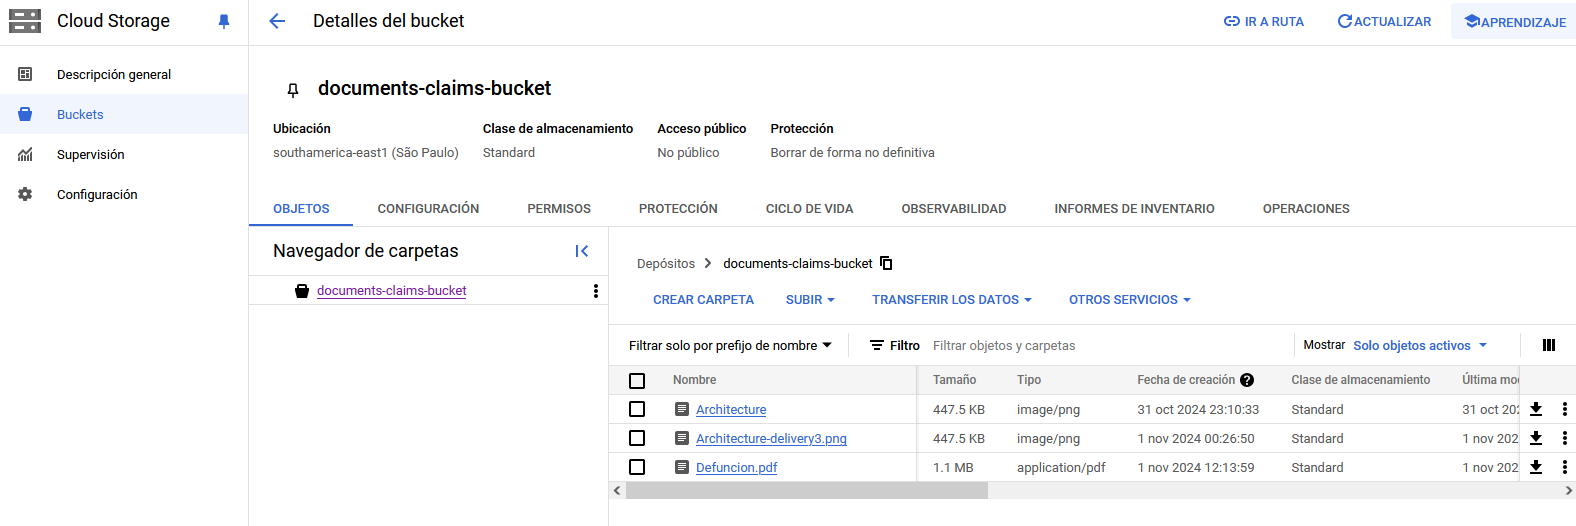 Cloud Storage
Detalles del bucket
IR A RUTA
ACTUALIZAR
APRENDIZAJE
Descripción general
Buckets
Supervisión
Configuración
documents-claims-bucket
Ubicación Clase de almacenamiento Acceso público Protección
southamerica-east1 (São Paulo) Standard No público Borrar de forma no definitiva
OBJETOS CONFIGURACIÓN PERMISOS PROTECCIÓN CICLO DE VIDA OBSERVABILIDAD INFORMES DE INVENTARIO OPERACIONES
Navegador de carpetas
documents-claims-bucket
Depósitos documents-claims-bucket
CREAR CARPETA SUBIR TRANSFERIR LOS DATOS OTROS SERVICIOS
Filtrar solo por prefijo de nombre Filtro Filtrar objetos y carpetas Mostrar Solo objetos activos
Nombre Tamaño Tipo Fecha de creación Clase de almacenamiento Última mo
Architecture 447.5 KB image/png 31 oct 2024 23:10:33 Standard 31 oct 202
Architecture-delivery3.png 447.5 KB image/png 1 nov 2024 00:26:50 Standard 1 nov 202
Defuncion.pdf 1.1 MB application/pdf 1 nov 2024 12:13:59 Standard 1 nov 202